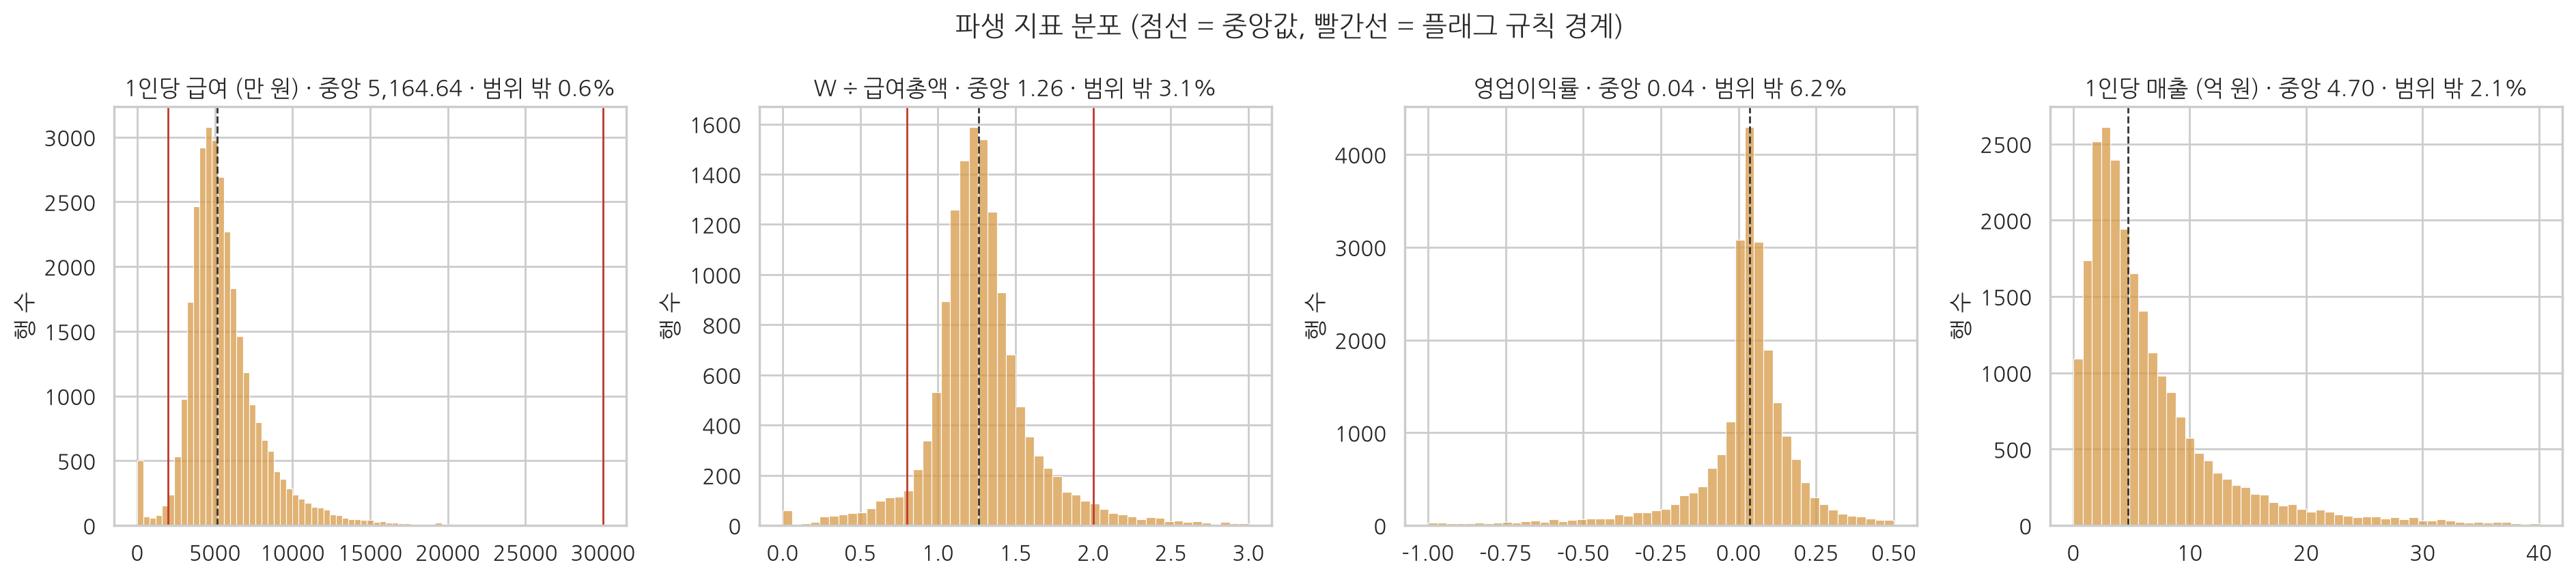 파생 지표 분포 (점선 = 중앙값, 빨간선 = 플래그 규칙 경계)
1인당 급여 (만 원) · 중앙 5,164.64 · 범위 밖 0.6%
행 수
3000
2500
2000
1500
1000
500
0
0 5000 10000 15000 20000 25000 30000
W ÷ 급여총액 · 중앙 1.26 · 범위 밖 3.1%
행 수
1600
1400
1200
1000
800
600
400
200
0
0.0 0.5 1.0 1.5 2.0 2.5 3.0
영업이익률 · 중앙 0.04 · 범위 밖 6.2%
행 수
4000
3000
2000
1000
0
-1.00 -0.75 -0.50 -0.25 0.00 0.25 0.50
1인당 매출 (억 원) · 중앙 4.70 · 범위 밖 2.1%
행 수
2500
2000
1500
1000
500
0
0 10 20 30 40